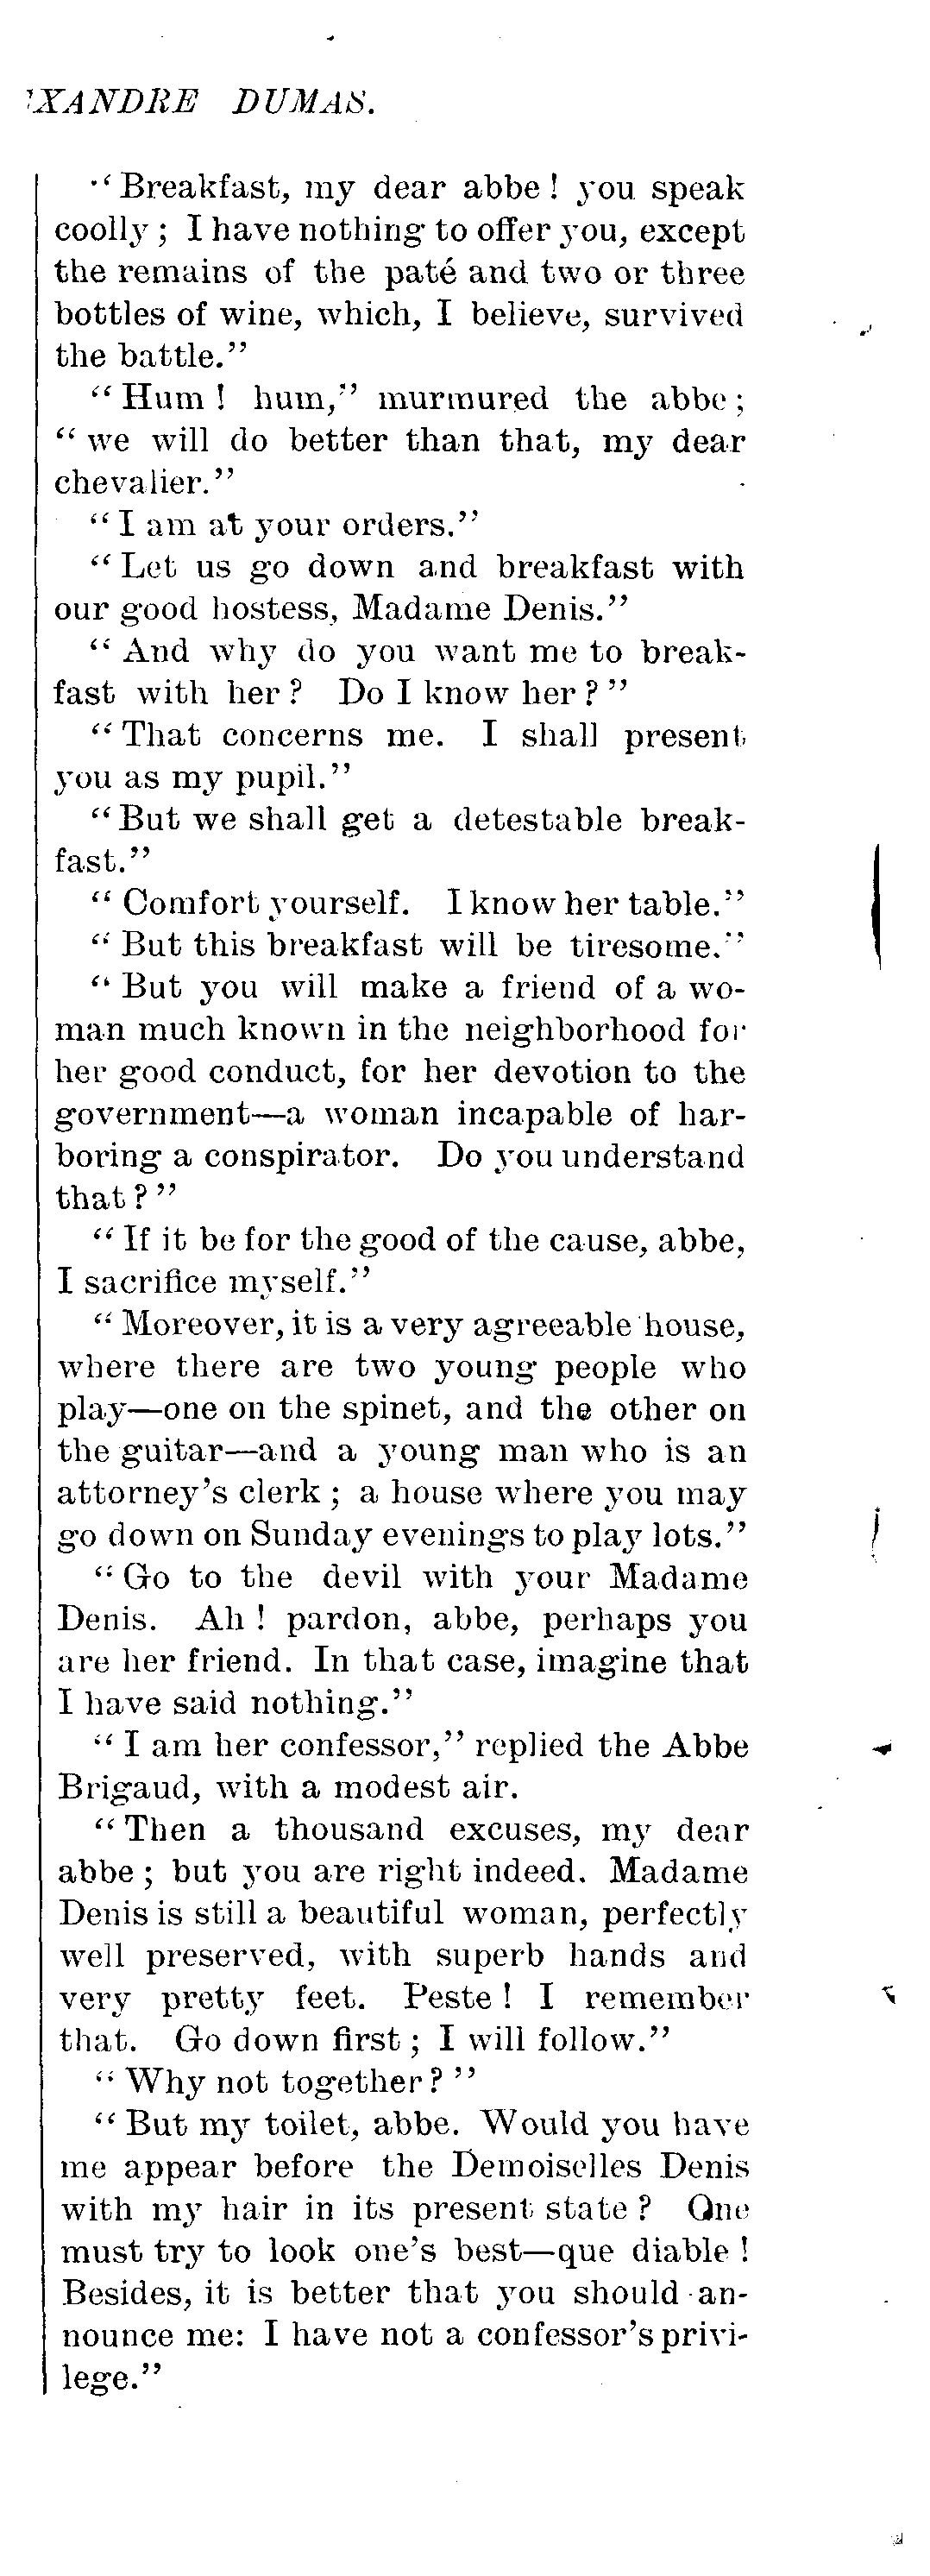 XANDRE DUMAS.
"Breakfast, my dear abbe! you speak
coolly; I have nothing to offer you, except
the remains of the paté and two or three
bottles of wine, which, I believe, survived
the battle."
"Hum! hum," murmured the abbe;
"we will do better than that, my dear
chevalier."
"I am at your orders."
"Let us go down and breakfast with
our good hostess, Madame Denis."
"And why do you want me to break-
fast with her? Do I know her?"
"That concerns me. I shall present
you as my pupil."
"But we shall get a detestable break-
fast."
"Comfort yourself. I know her table."
"But this breakfast will be tiresome."
"But you will make a friend of a wo-
man much known in the neighborhood for
her good conduct, for her devotion to the
government—a woman incapable of har-
boring a conspirator. Do you understand
that?"
"If it be for the good of the cause, abbe,
I sacrifice myself."
"Moreover, it is a very agreeable house,
where there are two young people who
play—one on the spinet, and the other on
the guitar—and a young man who is an
attorney's clerk; a house where you may
go down on Sunday evenings to play lots."
"Go to the devil with your Madame
Denis. Ah! pardon, abbe, perhaps you
are her friend. In that case, imagine that
I have said nothing."
"I am her confessor," replied the Abbe
Brigaud, with a modest air.
"Then a thousand excuses, my dear
abbe; but you are right indeed. Madame
Denis is still a beautiful woman, perfectly
well preserved, with superb hands and
very pretty feet. Peste! I remember
that. Go down first; I will follow."
"Why not together?"
"But my toilet, abbe. Would you have
me appear before the Demoiselles Denis
with my hair in its present state? One
must try to look one's best—que diable!
Besides, it is better that you should an-
nounce me: I have not a confessor's privi-
lege."